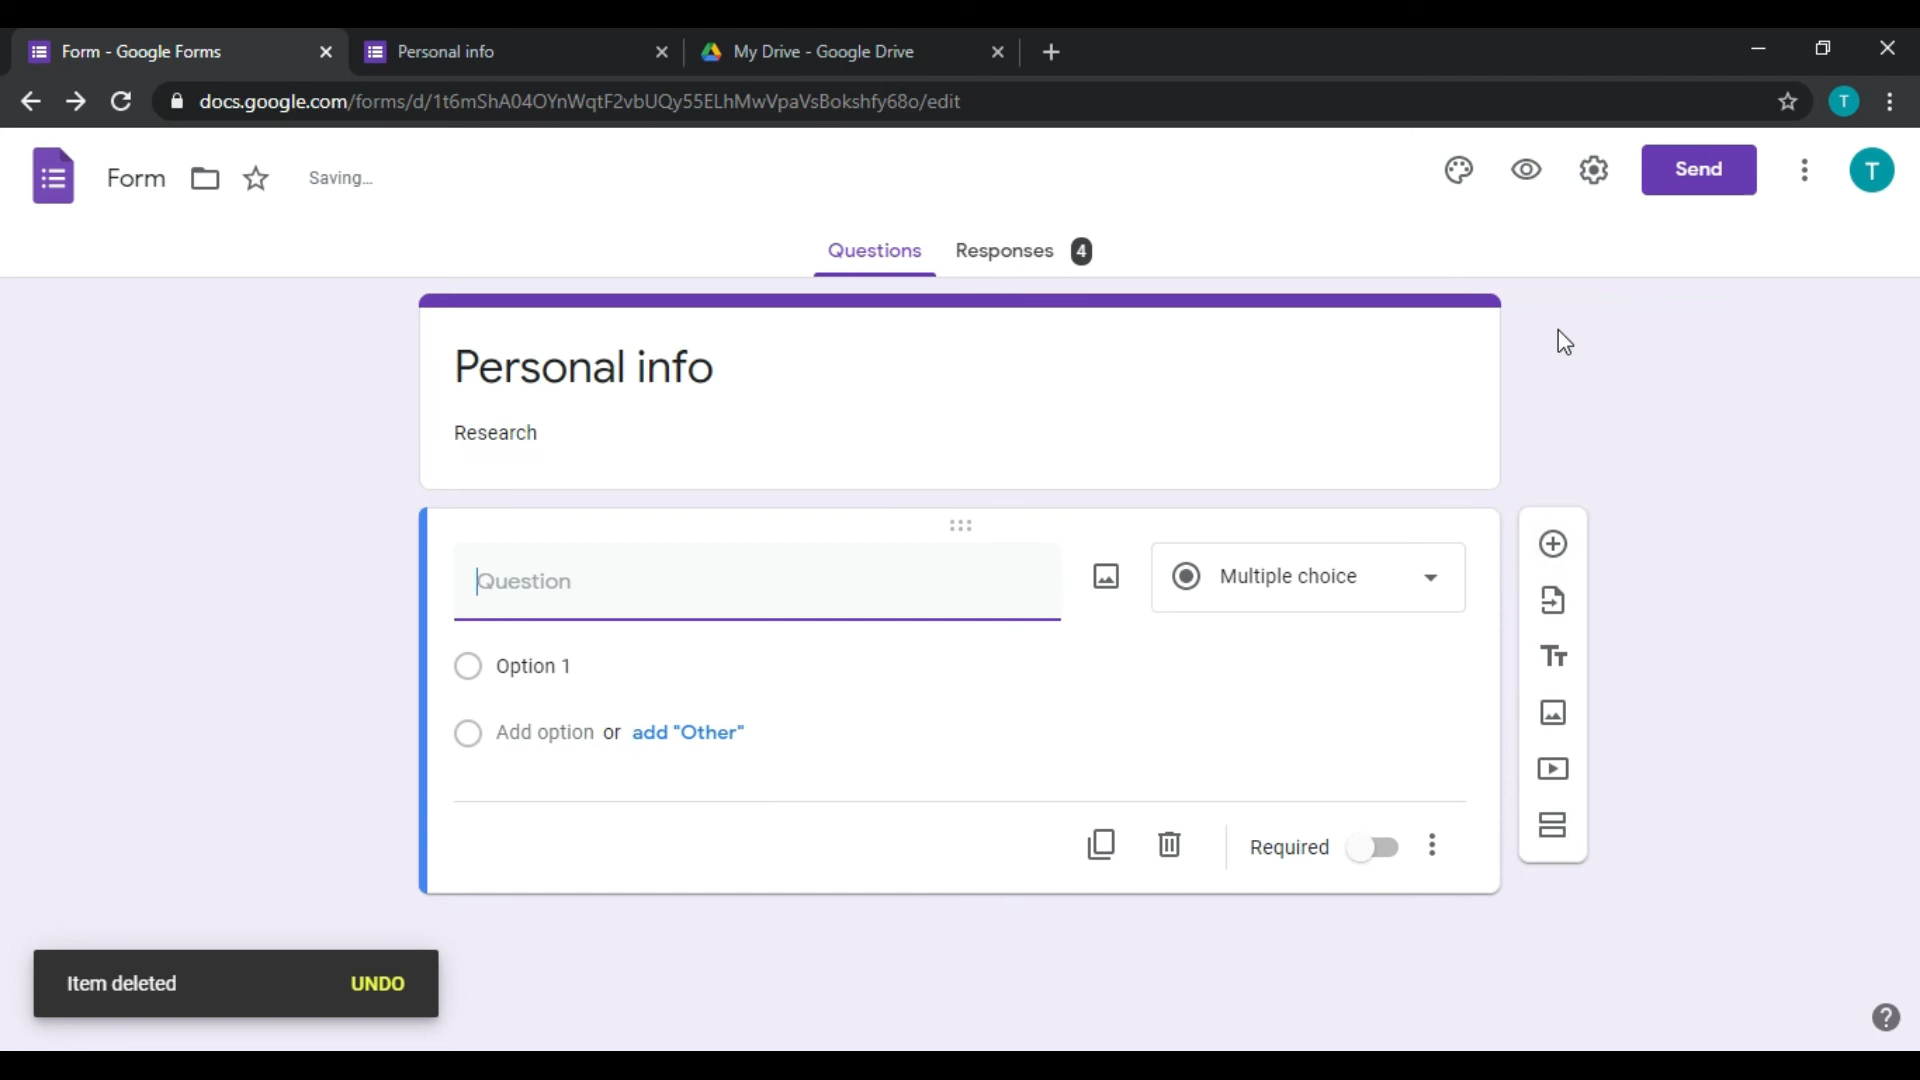 Form - Google Forms
Personal info
My Drive - Google Drive
docs.google.com/forms/d/1t6mShA04OYnWqtF2vbUQy55ELhMwVpaVsBokshfy68o/edit
T
Form
Saving...
Send
T
Questions
Responses 4
Personal info
Research
Question
Multiple choice
Option 1
Add option or add "Other"
Required
Item deleted
UNDO